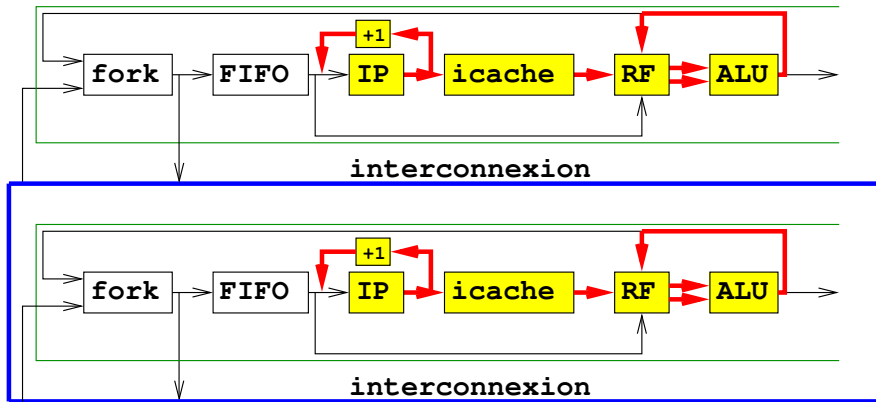 +1
fork FIFO IP icache RF ALU
interconnexion
+1
fork FIFO IP icache RF ALU
interconnexion